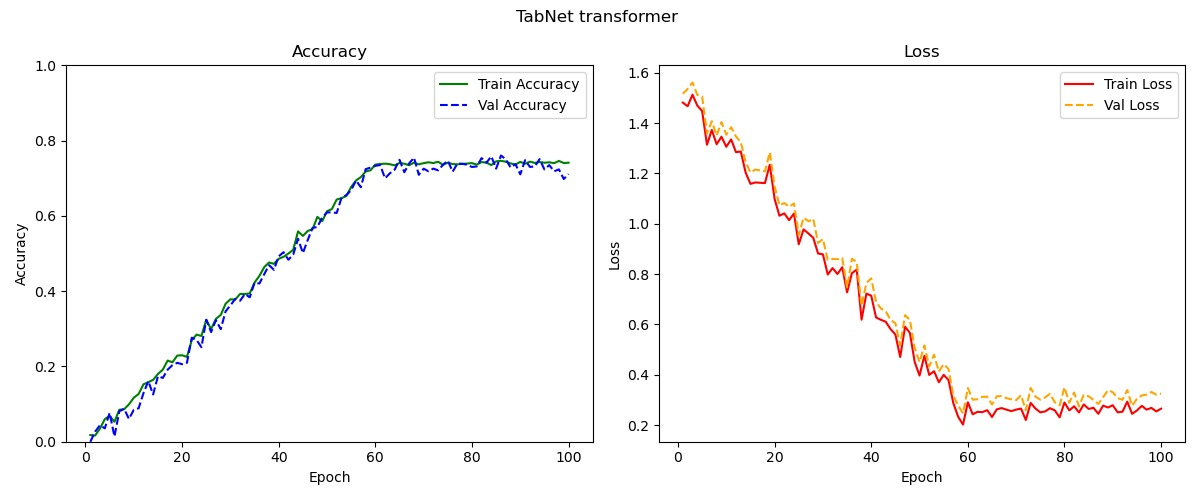 TabNet transformer
Accuracy
1.0
0.8
0.6
0.4
0.2
0.0
Accuracy
Train Accuracy
Val Accuracy
0 20 40 60 80 100
Epoch
Loss
1.6
1.4
1.2
1.0
0.8
0.6
0.4
0.2
Loss
Train Loss
Val Loss
0 20 40 60 80 100
Epoch